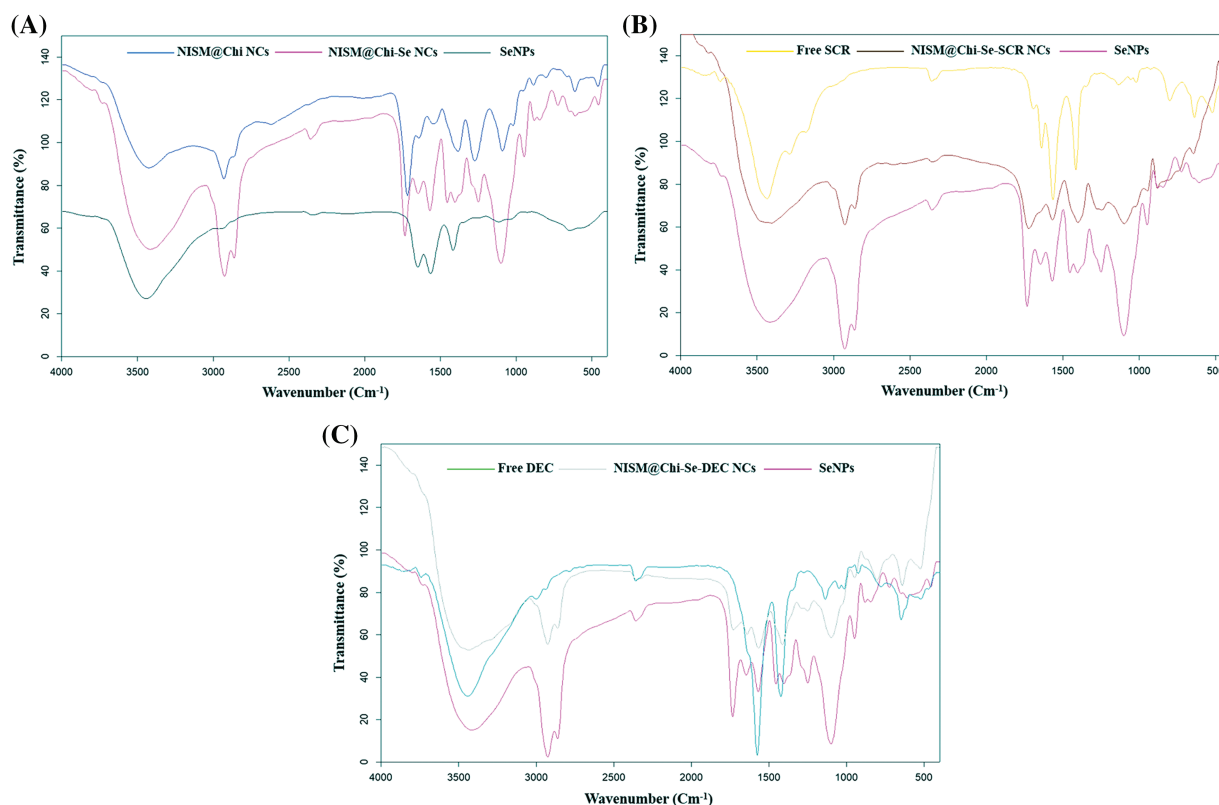 (A)
NISM@Chi NCs NISM@Chi-Se NCs SeNPs
Transmittance (%)
140
120
100
80
60
40
20
0
4000 3500 3000 2500 2000 1500 1000 500
Wavenumber (Cm-1)
(B)
Free SCR NISM@Chi-Se-SCR NCs SeNPs
Transmittance (%)
140
120
100
80
60
40
20
0
4000 3500 3000 2500 2000 1500 1000 500
Wavenumber (Cm-1)
(C)
Free DEC NISM@Chi-Se-DEC NCs SeNPs
Transmittance (%)
140
120
100
80
60
40
20
0
4000 3500 3000 2500 2000 1500 1000 500
Wavenumber (Cm-1)